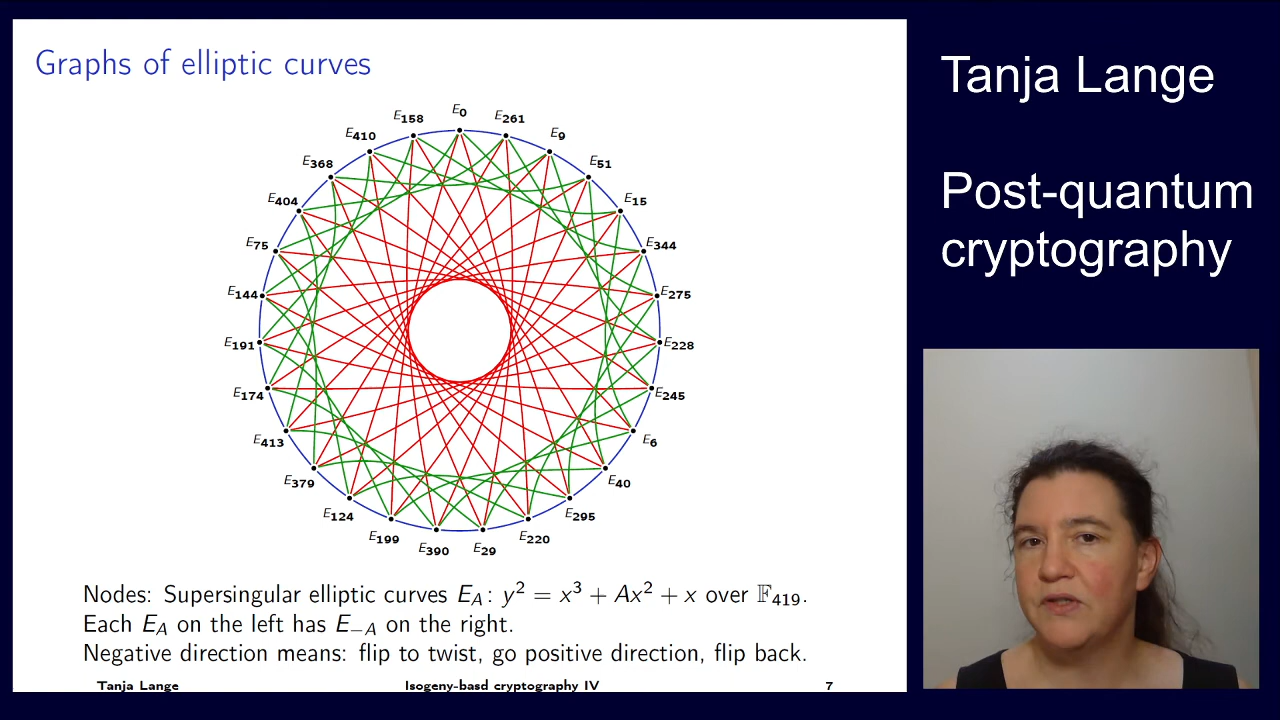 Graphs of elliptic curves
E0
E158
E261
E410
E9
E368
E51
E404
E15
E75
E344
E144
E275
E191
E228
E174
E245
E413
E6
E379
E40
E124
E295
E199
E220
E390
E29
Nodes: Supersingular elliptic curves E_A: y² = x³ + Ax² + x over 𝔽₄₁₉.
Each E_A on the left has E_−A on the right.
Negative direction means: flip to twist, go positive direction, flip back.
Tanja Lange Isogeny-basd cryptography IV 7
Tanja Lange
Post-quantum
cryptography